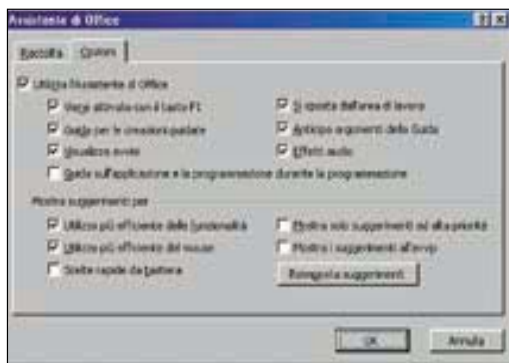 Assistente di Office
Raccolta Opzioni
Utilizza l'Assistente di Office
Viene attivato con il tasto F1
Si sposta dall'area di lavoro
Guida per le creazioni guidate
Anticipa argomenti della Guida
Visualizza avvisi
Effetti audio
Guida sull'applicazione e la programmazione durante la programmazione
Mostra suggerimenti per
Utilizzo più efficiente delle funzionalità
Mostra solo suggerimenti ad alta priorità
Utilizzo più efficiente del mouse
Mostra i suggerimenti all'avvio
Scelte rapide da tastiera
Reimposta suggerimenti
OK Annulla